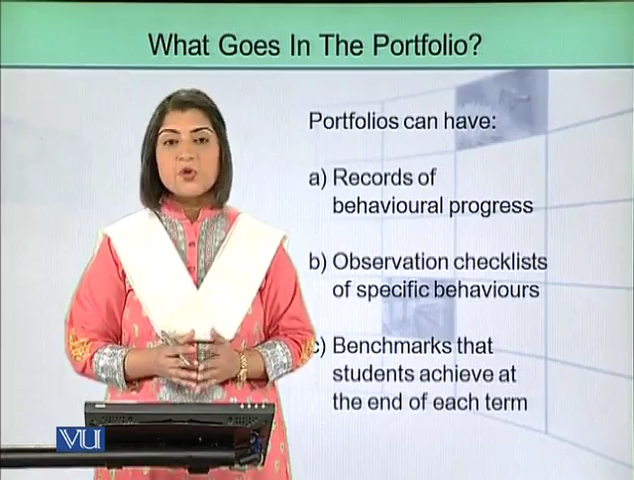 What Goes In The Portfolio?
Portfolios can have:
a) Records of
behavioural progress
b) Observation checklists
of specific behaviours
c) Benchmarks that
students achieve at
the end of each term
VU